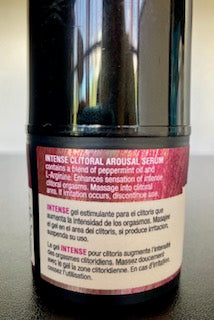 INTENSE CLITORAL AROUSAL SERUM
contains a blend of peppermint oil and
L-Arginine. Enhances sensation of intense
clitoral orgasms. Massage into clitoral
area. If irritation occurs, discontinue use.
INTENSE gel estimulante para el clítoris que
aumenta la intensidad de los orgasmos. Masajee
el gel en el area del clítoris, si produce irritación,
suspenda su uso.
Le gel INTENSE pour clitoris augmente l'intensité
des orgasmes clitoridiens. Massez doucement
avec le gel la zone clitoridienne. En cas d'irritation,
cessez l'utilisation.